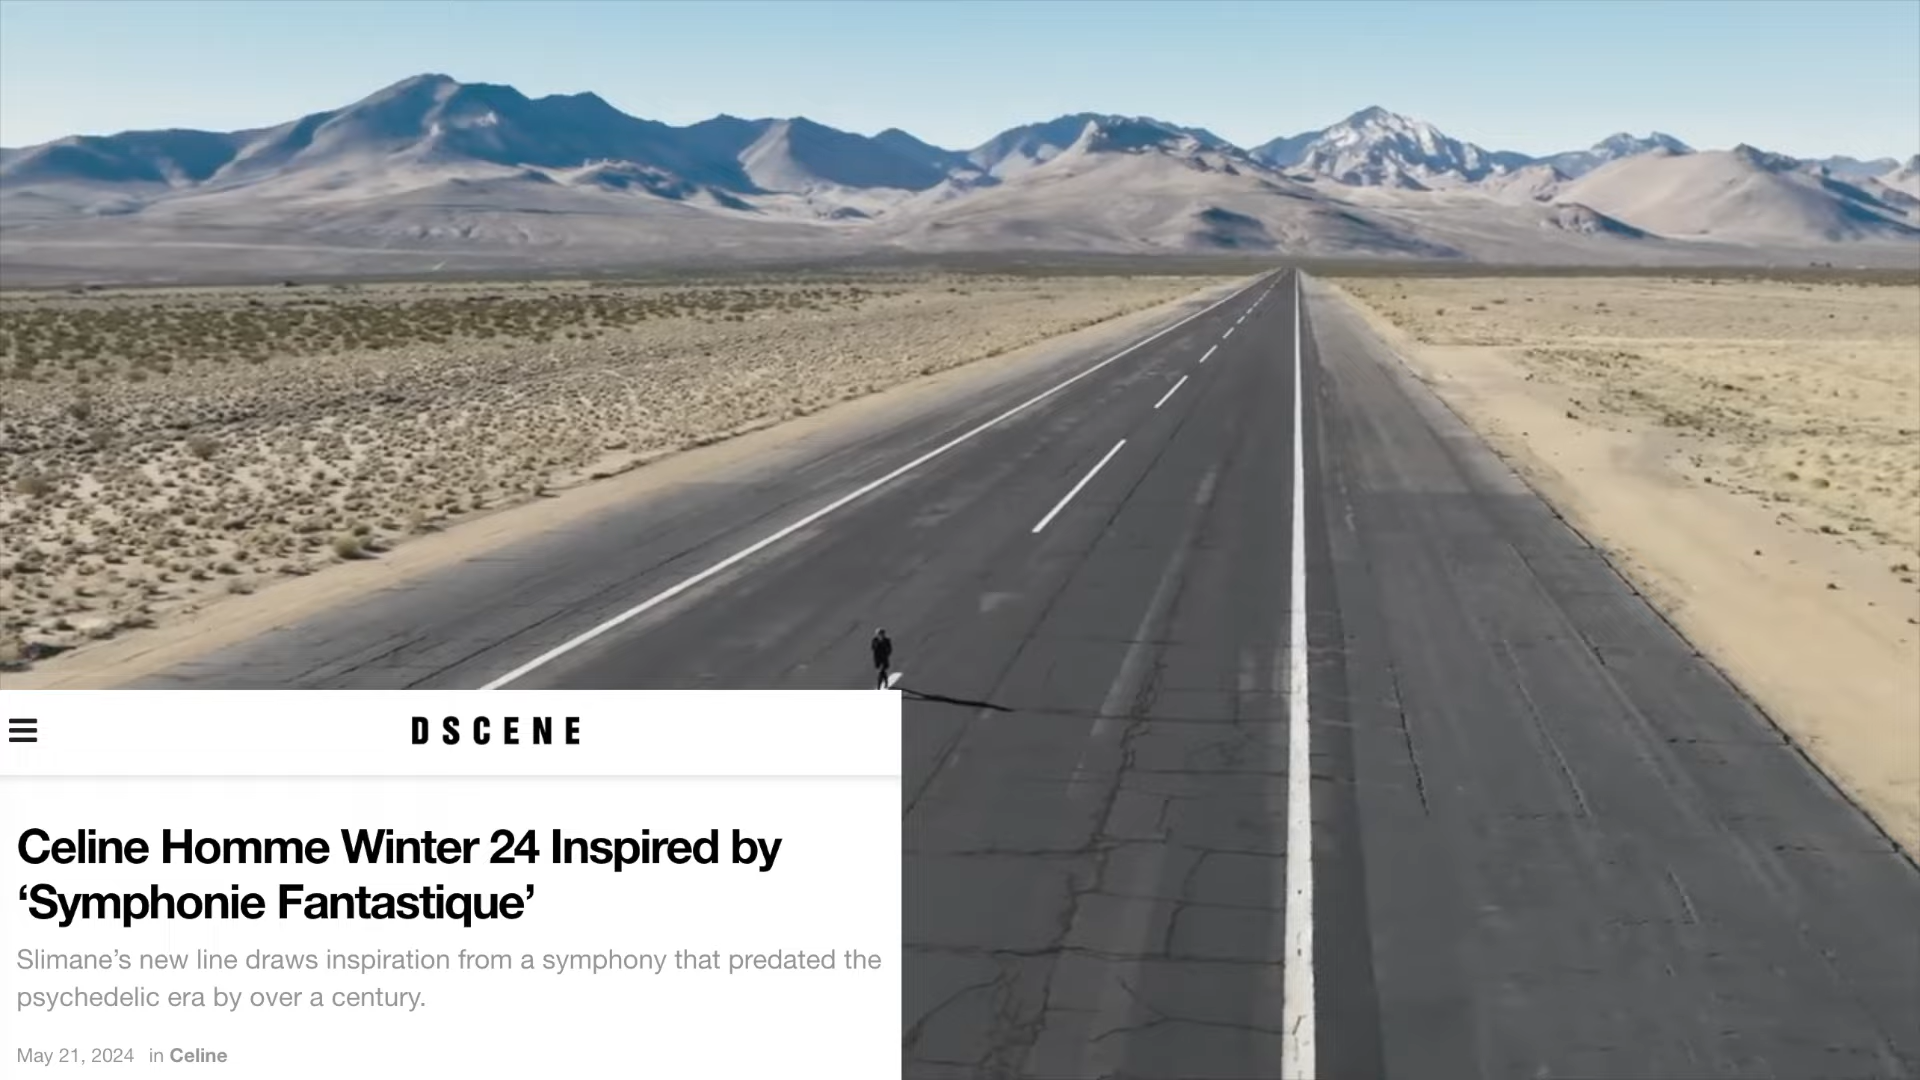 DSCENE
Celine Homme Winter 24 Inspired by
‘Symphonie Fantastique’
Slimane’s new line draws inspiration from a symphony that predated the
psychedelic era by over a century.
May 21, 2024 in Celine